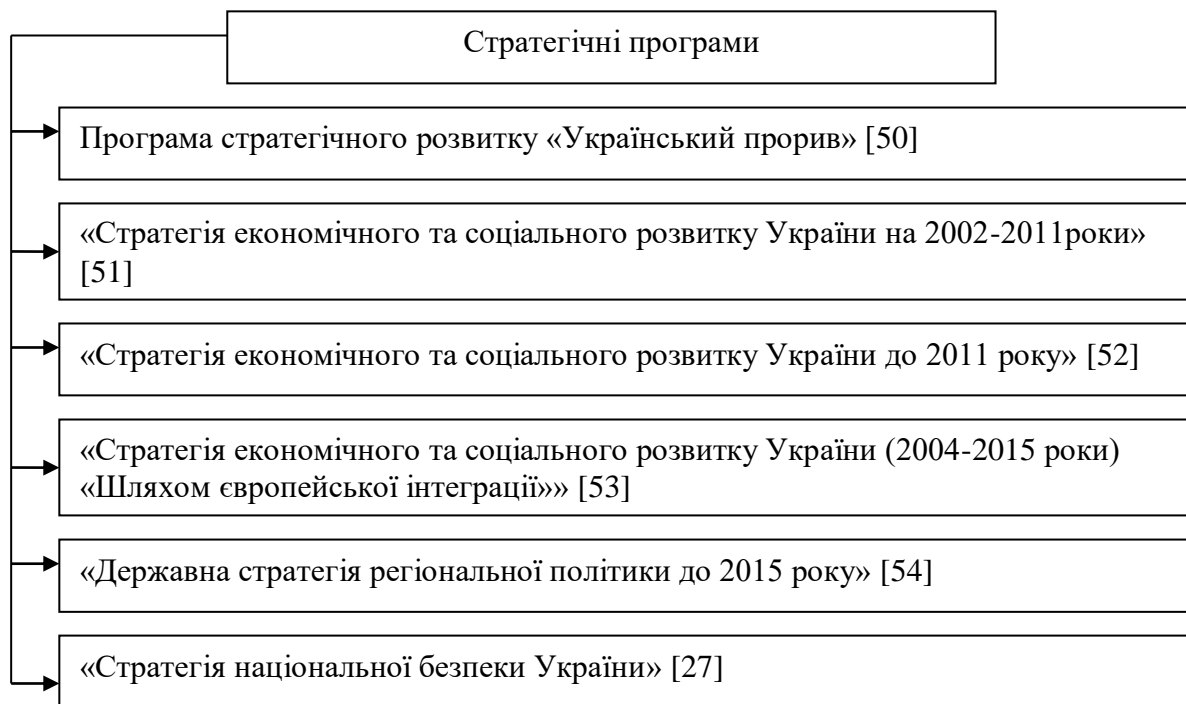 Стратегічні програми
Програма стратегічного розвитку «Український прорив» [50]
«Стратегія економічного та соціального розвитку України на 2002-2011роки»
[51]
«Стратегія економічного та соціального розвитку України до 2011 року» [52]
«Стратегія економічного та соціального розвитку України (2004-2015 роки)
«Шляхом європейської інтеграції»» [53]
«Державна стратегія регіональної політики до 2015 року» [54]
«Стратегія національної безпеки України» [27]